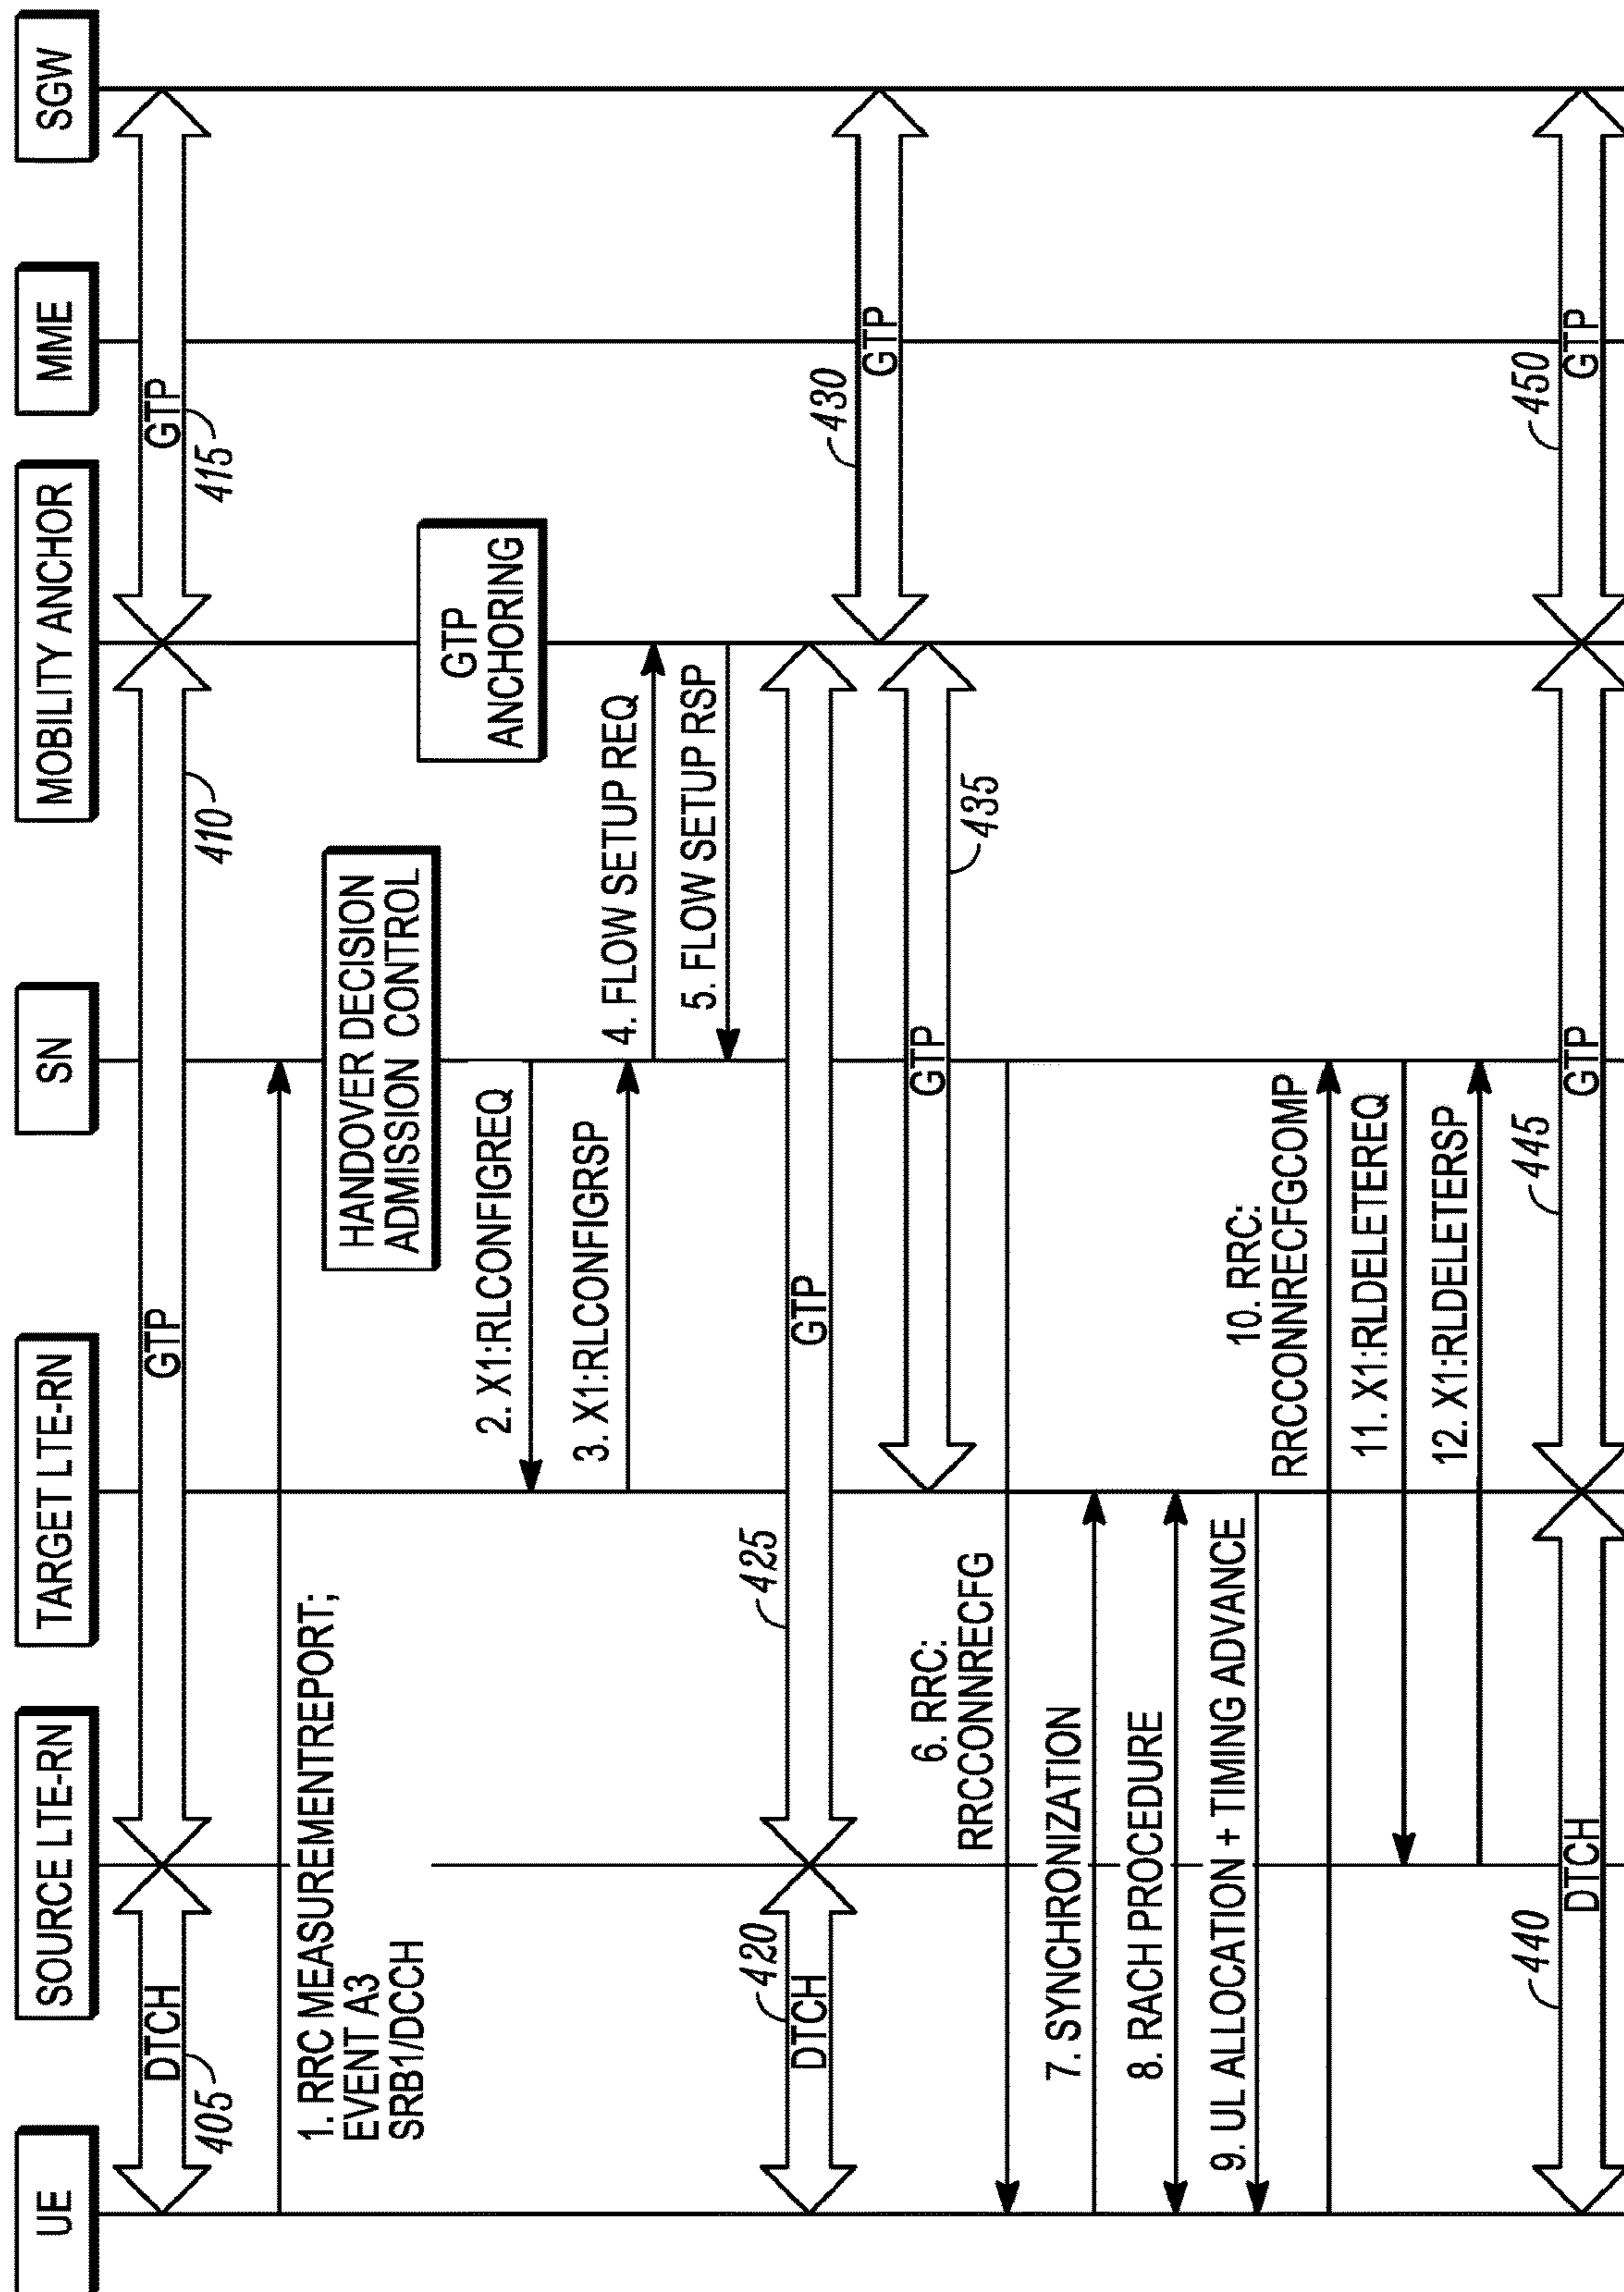 UE
SOURCE LTE-RN
TARGET LTE-RN
SN
MOBILITY ANCHOR
MME
SGW
DTCH
GTP
GTP
405
410
415
1. RRC MEASUREMENTREPORT;
EVENT A3
SRB1/DCCH
HANDOVER DECISION
ADMISSION CONTROL
GTP
ANCHORING
2. X1:RLCONFIGREQ
3. X1:RLCONFIGRSP
4. FLOW SETUP REQ
5. FLOW SETUP RSP
420
425
DTCH
GTP
430
GTP
GTP
435
6. RRC:
RRCCONNRECFG
7. SYNCHRONIZATION
8. RACH PROCEDURE
9. UL ALLOCATION + TIMING ADVANCE
10. RRC:
RRCCONNRECFGCOMP
11. X1:RLDELETEREQ
12. X1:RLDELETERSP
440
445
450
DTCH
GTP
GTP